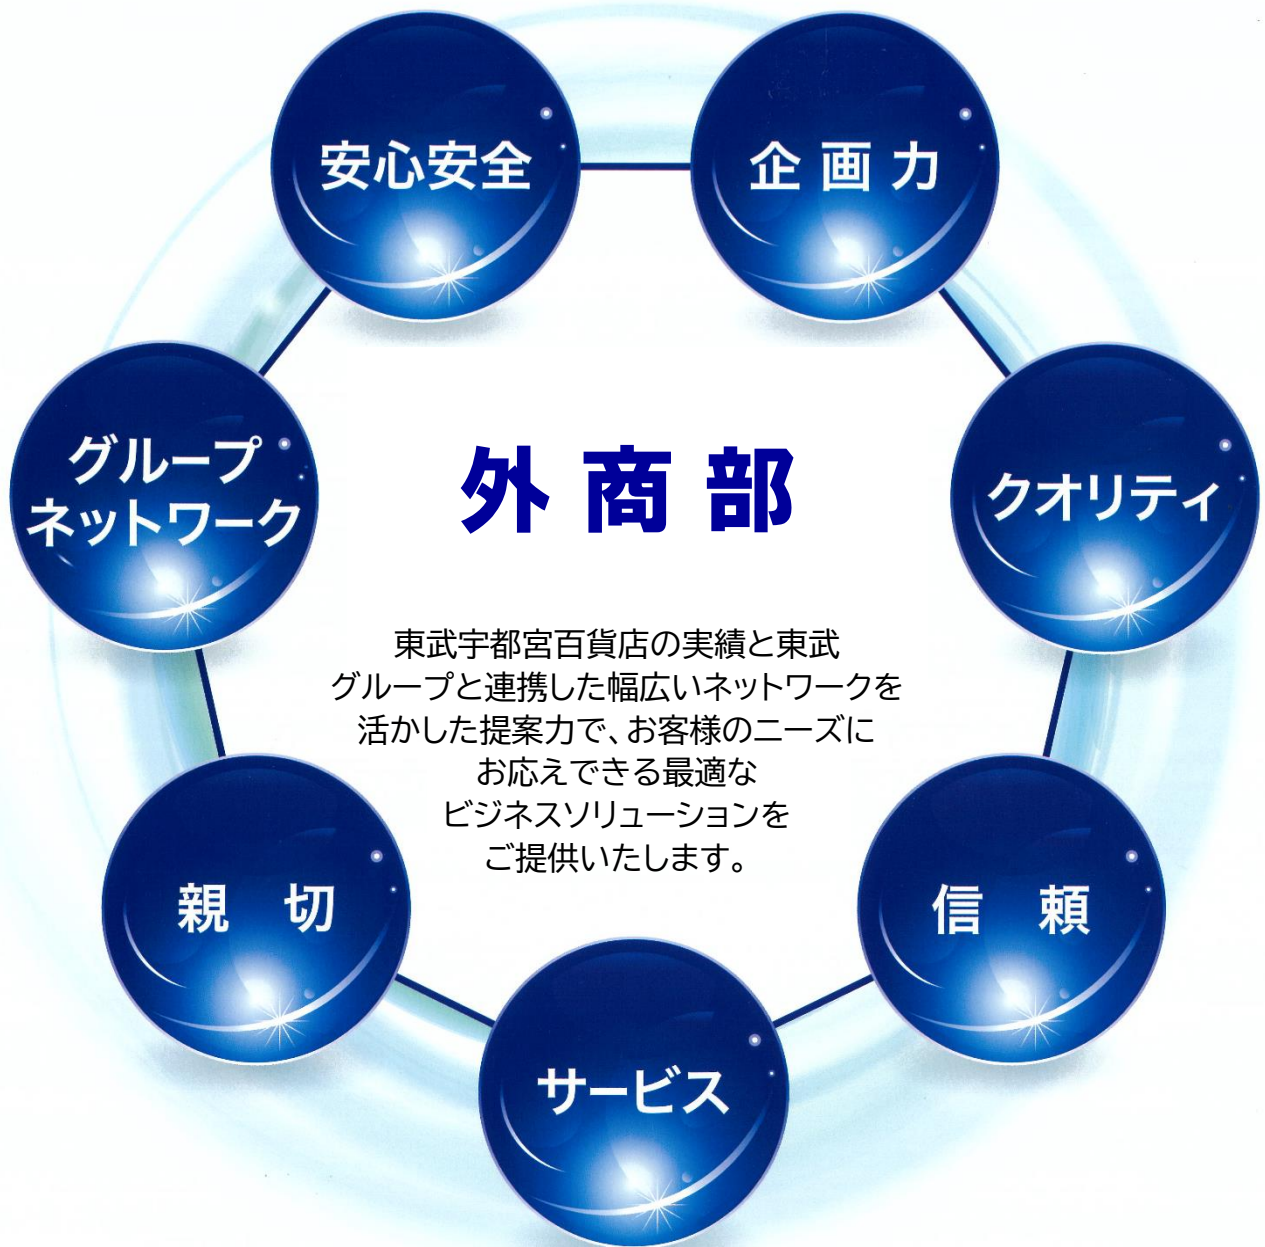 安心安全
企画力
グループ
ネットワーク
外商部
クオリティ
東武宇都宮百貨店の実績と東武
グループと連携した幅広いネットワークを
活かした提案力で、お客様のニーズに
お応えできる最適な
ビジネスソリューションを
ご提供いたします。
親　切
信　頼
サービス